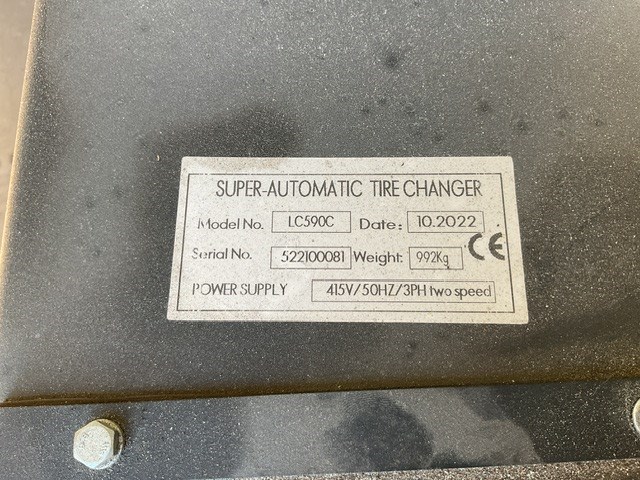 SUPER-AUTOMATIC TIRE CHANGER
Model No. LC590C Date: 10.2022
Serial No. 522100081 Weight: 992Kg CE
POWER SUPPLY 415V/50HZ/3PH two speed